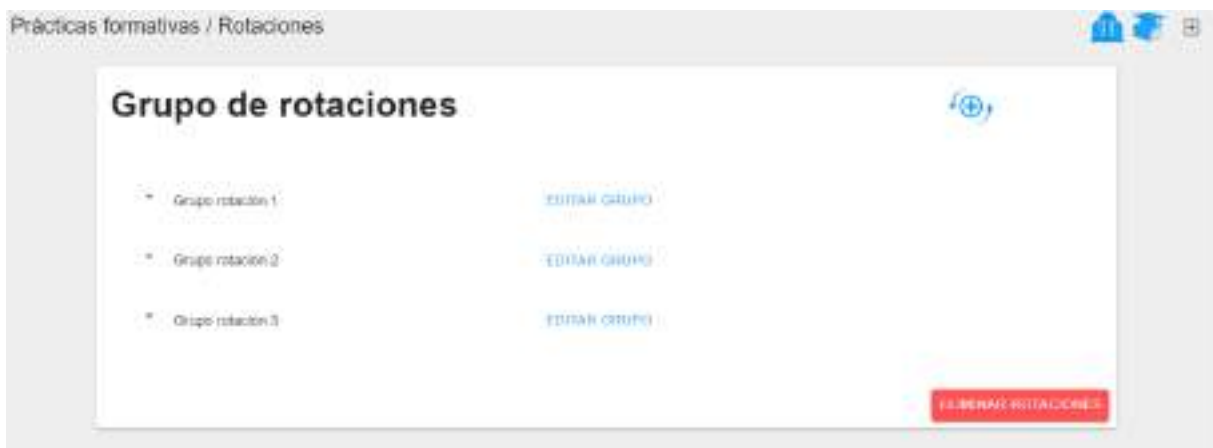 Prácticas formativas / Rotaciones
Grupo de rotaciones
Grupo rotación 1 EDITAR GRUPO
Grupo rotación 2 EDITAR GRUPO
Grupo rotación 3 EDITAR GRUPO
ELIMINAR ROTACIONES